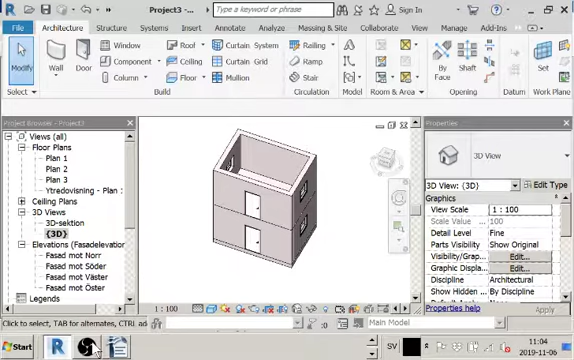 Project3 - ...
Type a keyword or phrase
Sign In
File
Architecture
Structure
Annotate
Analyze
Massing & Site
Collaborate
View
Manage
Add-Ins
Modify
Select
Wall
Door
Window
Component
Column
Roof
Ceiling
Floor
Curtain System
Curtain Grid
Mullion
Build
Railing
Ramp
Stair
Circulation
Model
Room & Area
By Face
Shaft
Opening
Set
Work Plane
Project Browser - Project3
Views (all)
Floor Plans
Plan 1
Plan 2
Plan 3
Ytredovisning - Plan
Ceiling Plans
3D Views
3D-sektion
{3D}
Elevations (Fasadelevation
Fasad mot Norr
Fasad mot Söder
Fasad mot Väster
Fasad mot Öster
Legends
Properties
3D View
3D View: {3D}
Edit Type
Graphics
View Scale 1 : 100
Scale Value 100
Detail Level Fine
Parts Visibility Show Original
Visibility/Grap... Edit...
Graphic Displa... Edit...
Discipline Architectural
Show Hidden ... By Discipline
Properties help
Apply
1 : 100
Click to select, TAB for alternates, CTRL ad
:0
Main Model
Start
SV
11:04
2019-11-06